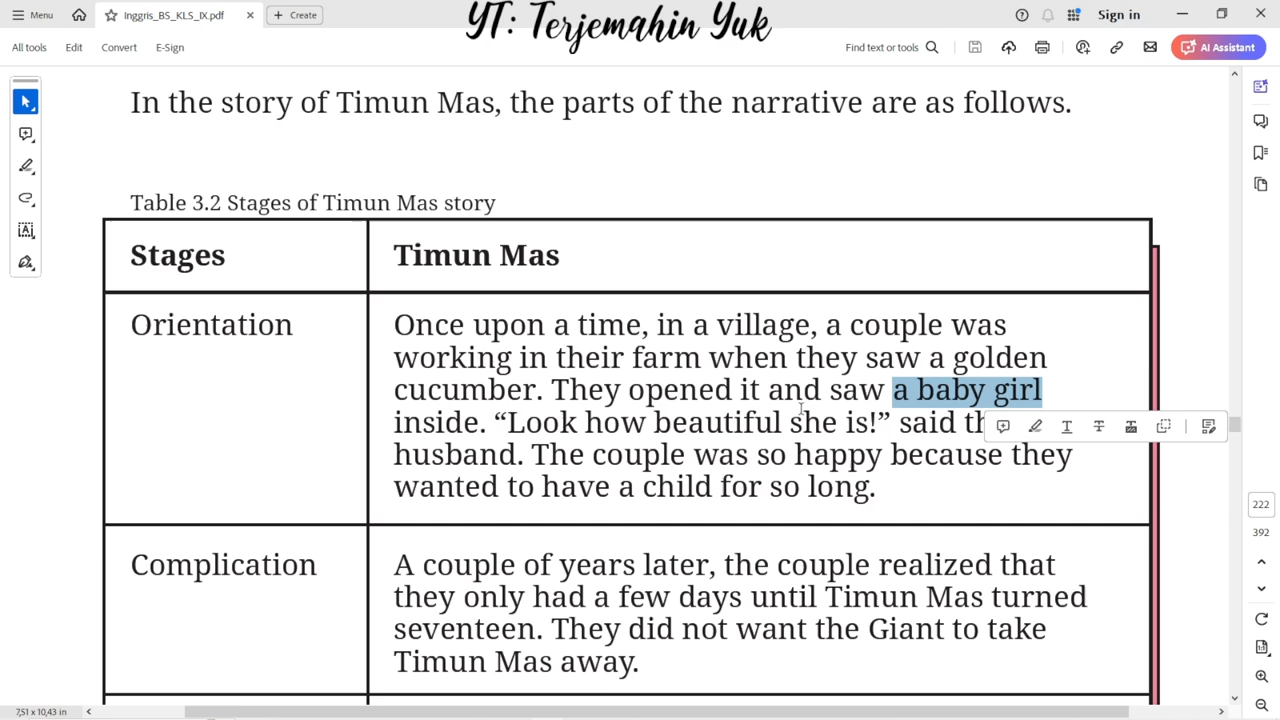 Menu
Inggris_BS_KLS_IX.pdf
Create
YT: Terjemahin Yuk
Sign in
All tools
Edit
Convert
E-Sign
Find text or tools
AI Assistant
In the story of Timun Mas, the parts of the narrative are as follows.
Table 3.2 Stages of Timun Mas story
Stages
Timun Mas
Orientation
Once upon a time, in a village, a couple was
working in their farm when they saw a golden
cucumber. They opened it and saw a baby girl
inside. “Look how beautiful she is!” said
husband. The couple was so happy because they
wanted to have a child for so long.
Complication
A couple of years later, the couple realized that
they only had a few days until Timun Mas turned
seventeen. They did not want the Giant to take
Timun Mas away.
222
392
7,51 x 10,43 in